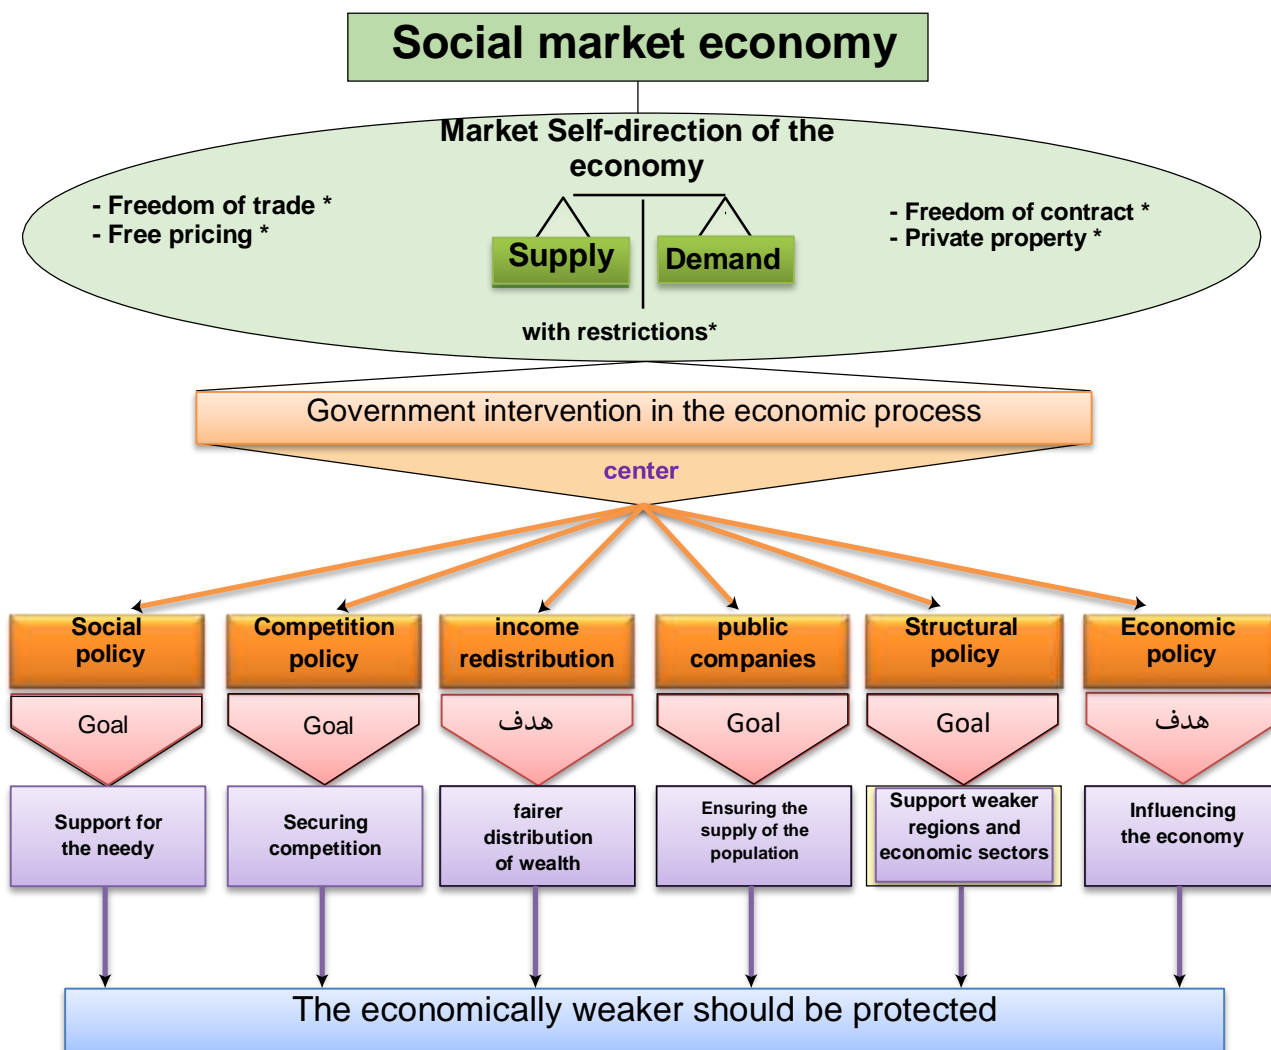 Social market economy
Market Self-direction of the
economy
- Freedom of trade *
- Free pricing *
- Freedom of contract *
- Private property *
Supply
Demand
with restrictions*
Government intervention in the economic process
center
Social
policy
Competition
policy
income
redistribution
public
companies
Structural
policy
Economic
policy
Goal
Goal
هدف
Goal
Goal
هدف
Support for
the needy
Securing
competition
fairer
distribution
of wealth
Ensuring the
supply of the
population
Support weaker
regions and
economic sectors
Influencing
the economy
The economically weaker should be protected